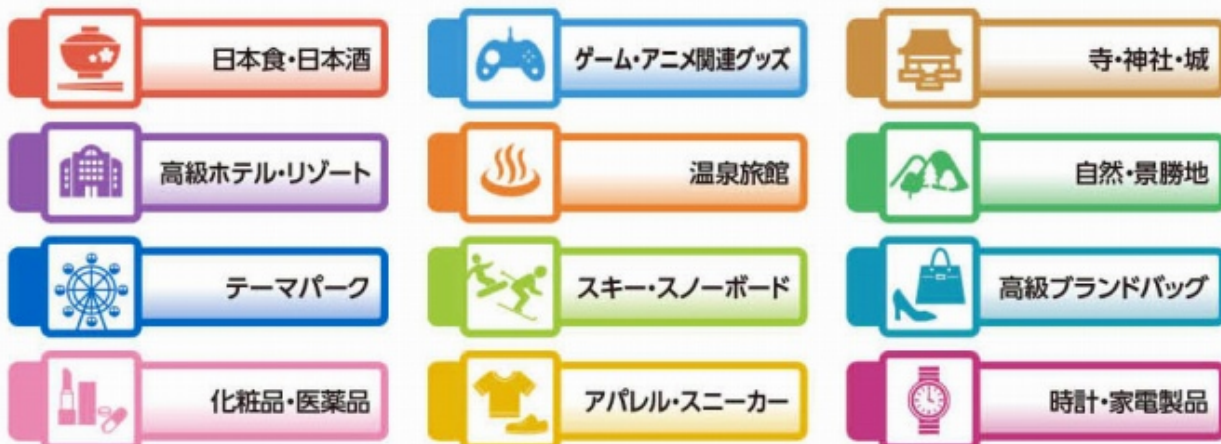 日本食・日本酒
ゲーム・アニメ関連グッズ
寺・神社・城
高級ホテル・リゾート
温泉旅館
自然・景勝地
テーマパーク
スキー・スノーボード
高級ブランドバッグ
化粧品・医薬品
アパレル・スニーカー
時計・家電製品